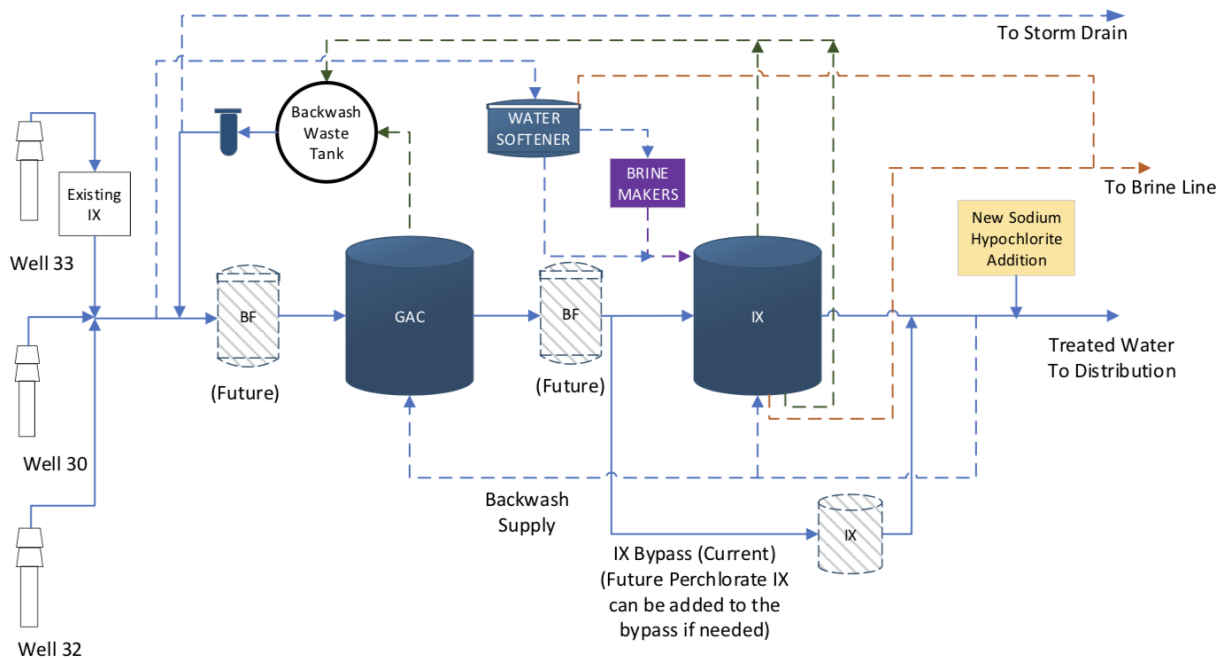 To Storm Drain
Backwash
Waste
Tank
WATER
SOFTENER
BRINE
MAKERS
To Brine Line
Existing
IX
Well 33
New Sodium
Hypochlorite
Addition
BF
(Future)
GAC
BF
(Future)
IX
Treated Water
To Distribution
Well 30
Backwash
Supply
IX
IX Bypass (Current)
(Future Perchlorate IX
can be added to the
bypass if needed)
Well 32